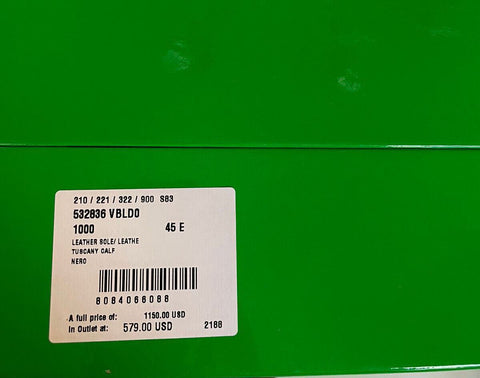 210 / 221 / 322 / 900 S83
532836 VBLD0
1000 45 E
LEATHER SOLE/ LEATHE
TUSCANY CALF
NERO
8084066088
A full price of: 1150.00 USD
In Outlet at: 579.00 USD 2188